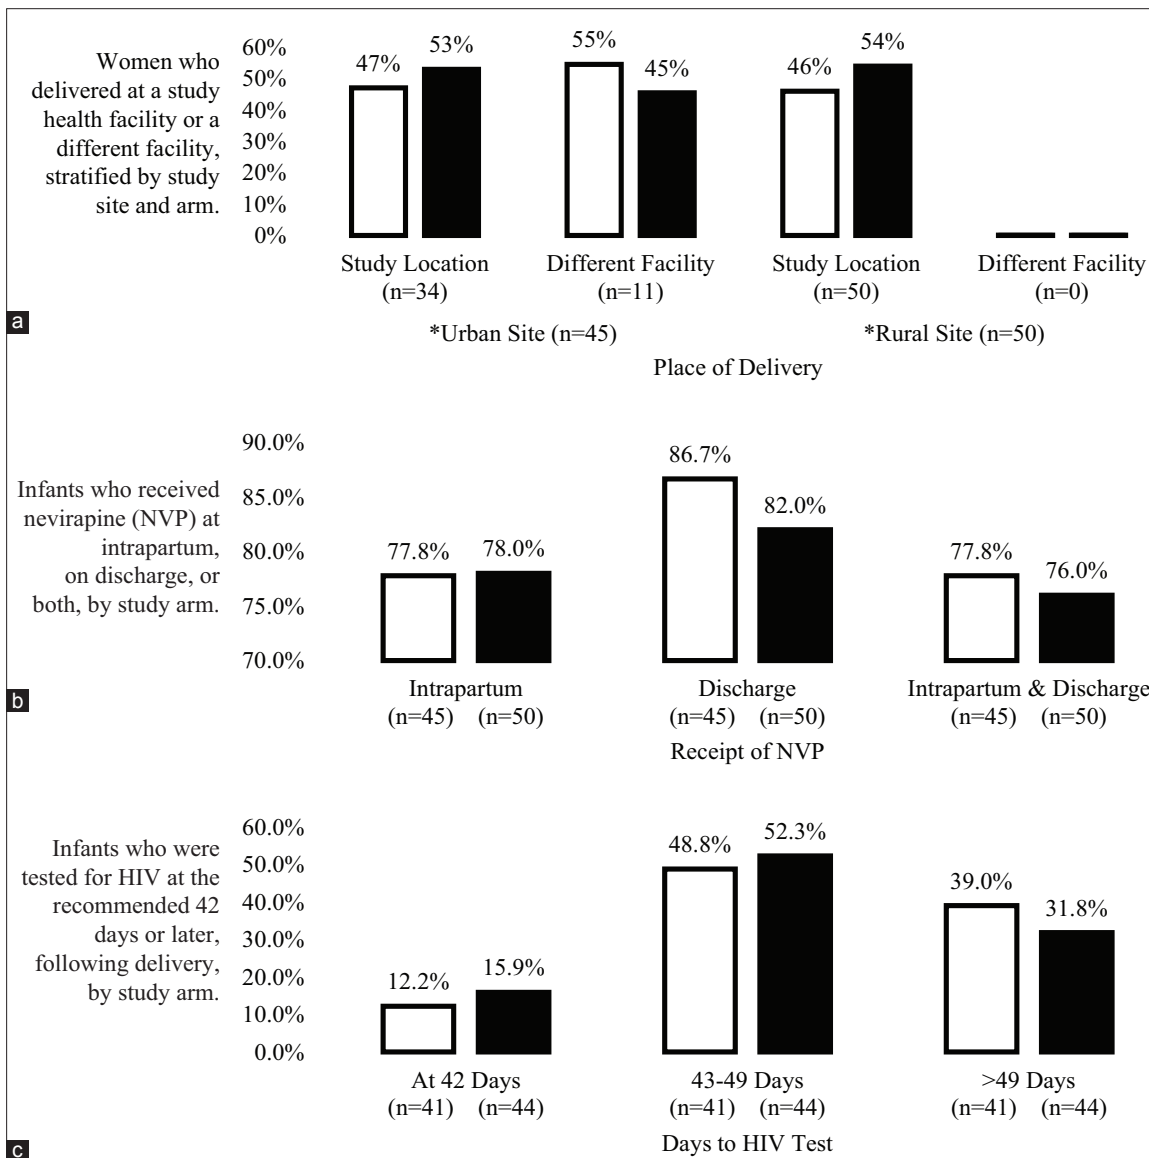 Women who
delivered at a study
health facility or a
different facility,
stratified by study
site and arm.
60%
50%
40%
30%
20%
10%
0%
47%
53%
55%
45%
46%
54%
Study Location
Different Facility
Study Location
Different Facility
(n=34)
(n=11)
(n=50)
(n=0)
*Urban Site (n=45)
*Rural Site (n=50)
Place of Delivery
a
Infants who received
nevirapine (NVP) at
intrapartum,
on discharge, or
both, by study arm.
90.0%
85.0%
80.0%
75.0%
70.0%
77.8%
78.0%
86.7%
82.0%
77.8%
76.0%
Intrapartum
Discharge
Intrapartum & Discharge
(n=45) (n=50)
(n=45) (n=50)
(n=45) (n=50)
Receipt of NVP
b
Infants who were
tested for HIV at the
recommended 42
days or later,
following delivery,
by study arm.
60.0%
50.0%
40.0%
30.0%
20.0%
10.0%
0.0%
12.2%
15.9%
48.8%
52.3%
39.0%
31.8%
At 42 Days
43-49 Days
>49 Days
(n=41) (n=44)
(n=41) (n=44)
(n=41) (n=44)
Days to HIV Test
c